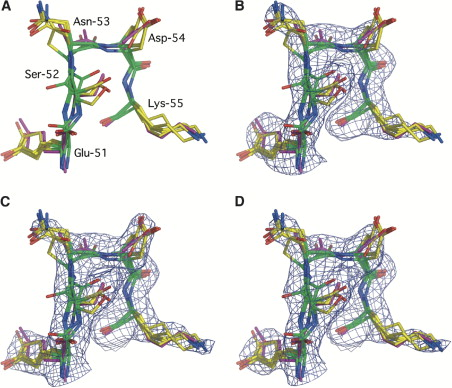 A
B
Asn-53
Asp-54
Ser-52
Lys-55
Glu-51
C
D